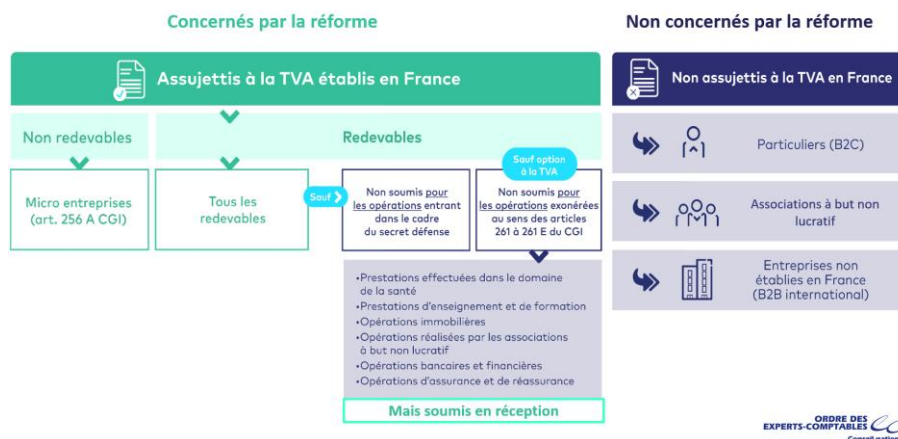 Concernés par la réforme
Non concernés par la réforme
Assujettis à la TVA établis en France
Non assujettis à la TVA en France
Non redevables
Redevables
Micro entreprises
(art. 256 A CGI)
Tous les
redevables
Sauf
Non soumis pour
les opérations entrant
dans le cadre
du secret défense
Sauf option
à la TVA
Non soumis pour
les opérations exonérées
au sens des articles
261 à 261 E du CGI
•Prestations effectuées dans le domaine
de la santé
•Prestations d'enseignement et de formation
•Opérations immobilières
•Opérations réalisées par les associations
à but non lucratif
•Opérations bancaires et financières
•Opérations d'assurance et de réassurance
Mais soumis en réception
Particuliers (B2C)
Associations à but non
lucratif
Entreprises non
établies en France
(B2B international)
ORDRE DES
EXPERTS-COMPTABLES
Conseil national